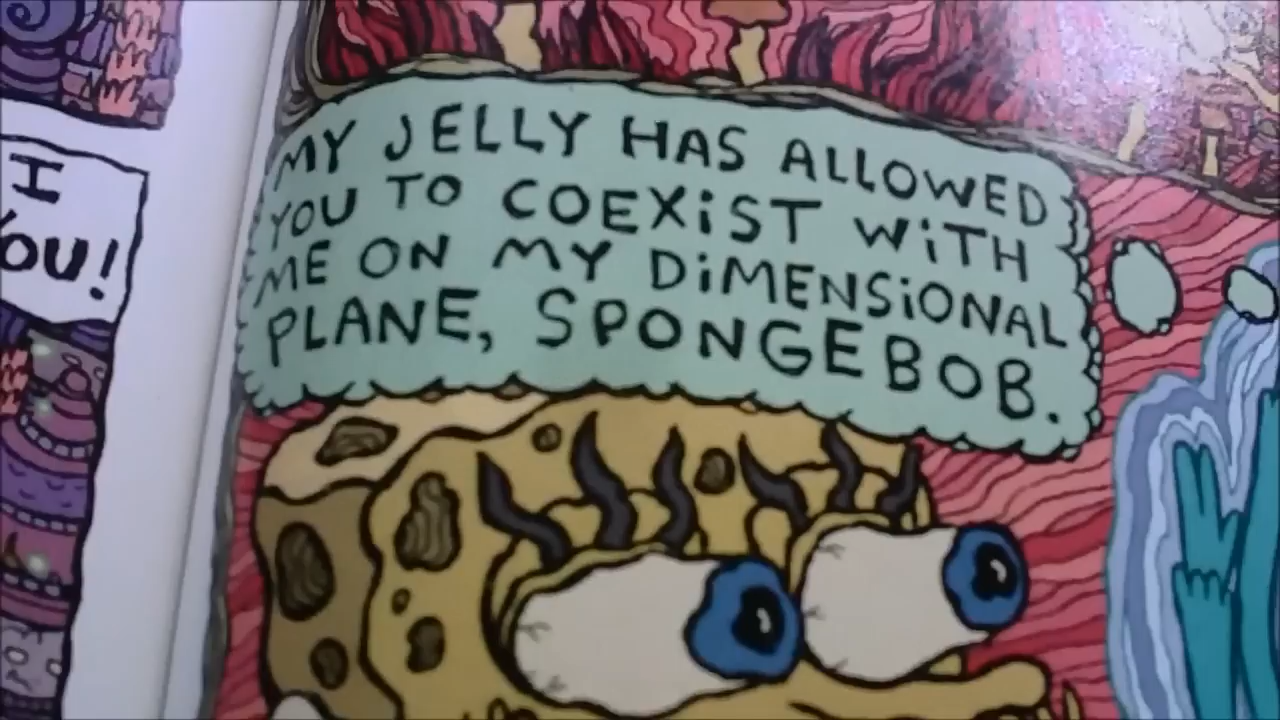 I
YOU!
MY JELLY HAS ALLOWED
YOU TO COEXiST WiTH
ME ON MY DiMENSiONAL
PLANE, SPONGEBOB.